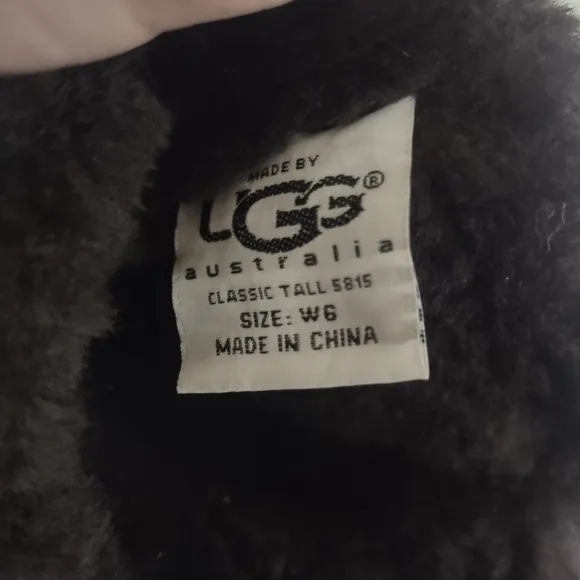 MADE BY
UGG®
australia
CLASSIC TALL 5815
SIZE: W6
MADE IN CHINA